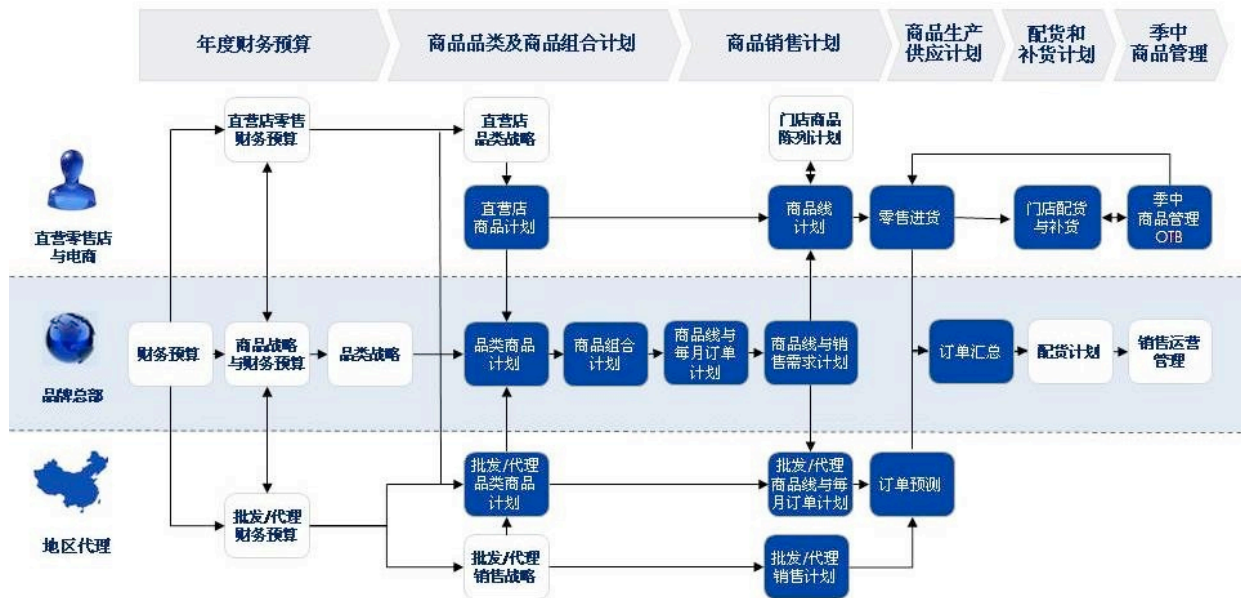 年度财务预算
商品品类及商品组合计划
商品销售计划
商品生产
供应计划
配货和
补货计划
季中
商品管理
直营店零售
财务预算
直营店
品类战略
门店商品
陈列计划
直营店
商品计划
商品线
计划
零售进货
门店配货
与补货
季中
商品管理
OTB
直营零售店
与电商
财务预算
商品战略
与财务预算
品类战略
品类商品
计划
商品组合
计划
商品线与
每月订单
计划
商品线与销
售需求计划
订单汇总
配货计划
销售运营
管理
品牌总部
批发/代理
品类商品
计划
批发/代理
商品线与每
月订单计划
订单预测
批发/代理
财务预算
地区代理
批发/代理
销售战略
批发/代理
销售计划